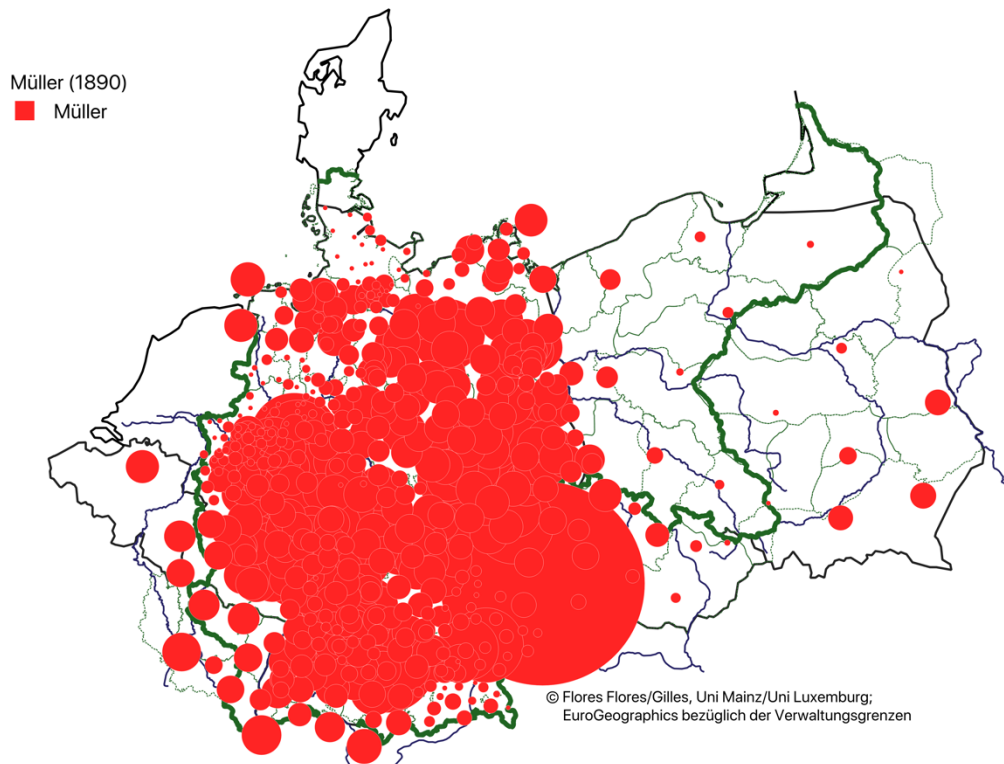 Müller (1890)
Müller
© Flores Flores/Gilles, Uni Mainz/Uni Luxemburg;
EuroGeographics bezüglich der Verwaltungsgrenzen